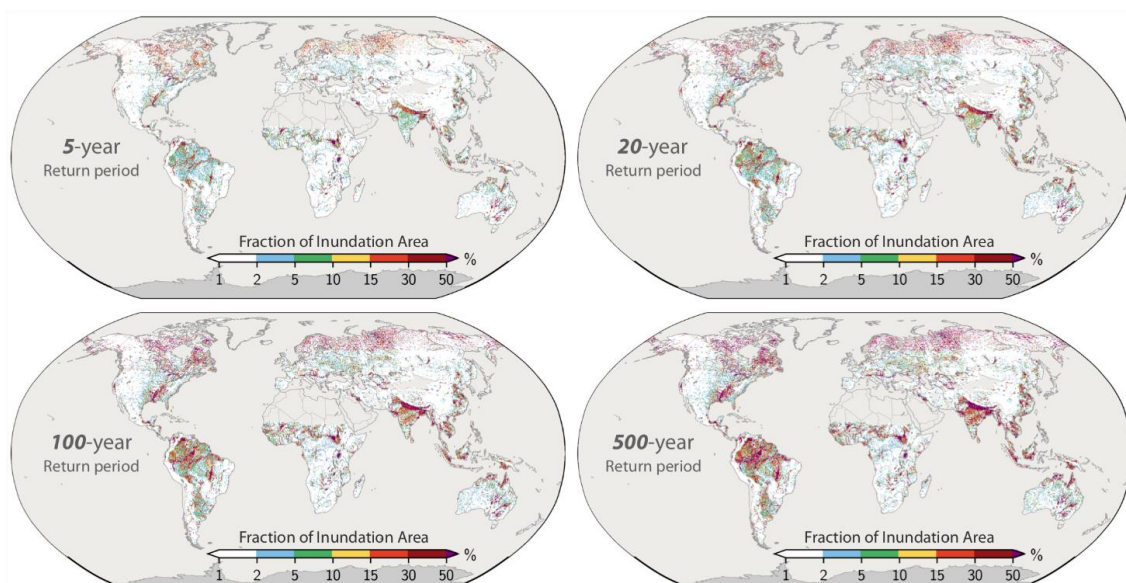 5-year
Return period
Fraction of Inundation Area
%
1 2 5 10 15 30 50
20-year
Return period
Fraction of Inundation Area
%
1 2 5 10 15 30 50
100-year
Return period
Fraction of Inundation Area
%
1 2 5 10 15 30 50
500-year
Return period
Fraction of Inundation Area
%
1 2 5 10 15 30 50